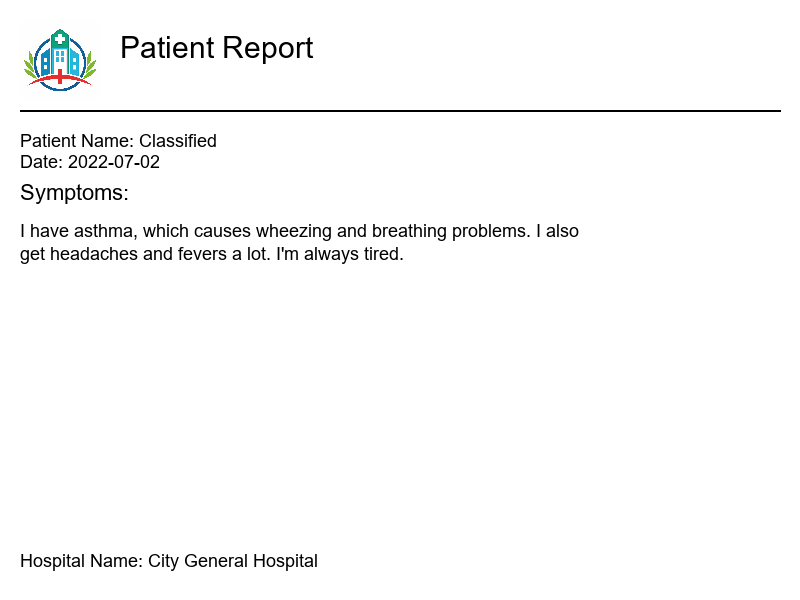 Patient Report
Patient Name: Classified
Date: 2022-07-02
Symptoms:
I have asthma, which causes wheezing and breathing problems. I also
get headaches and fevers a lot. I'm always tired.
Hospital Name: City General Hospital